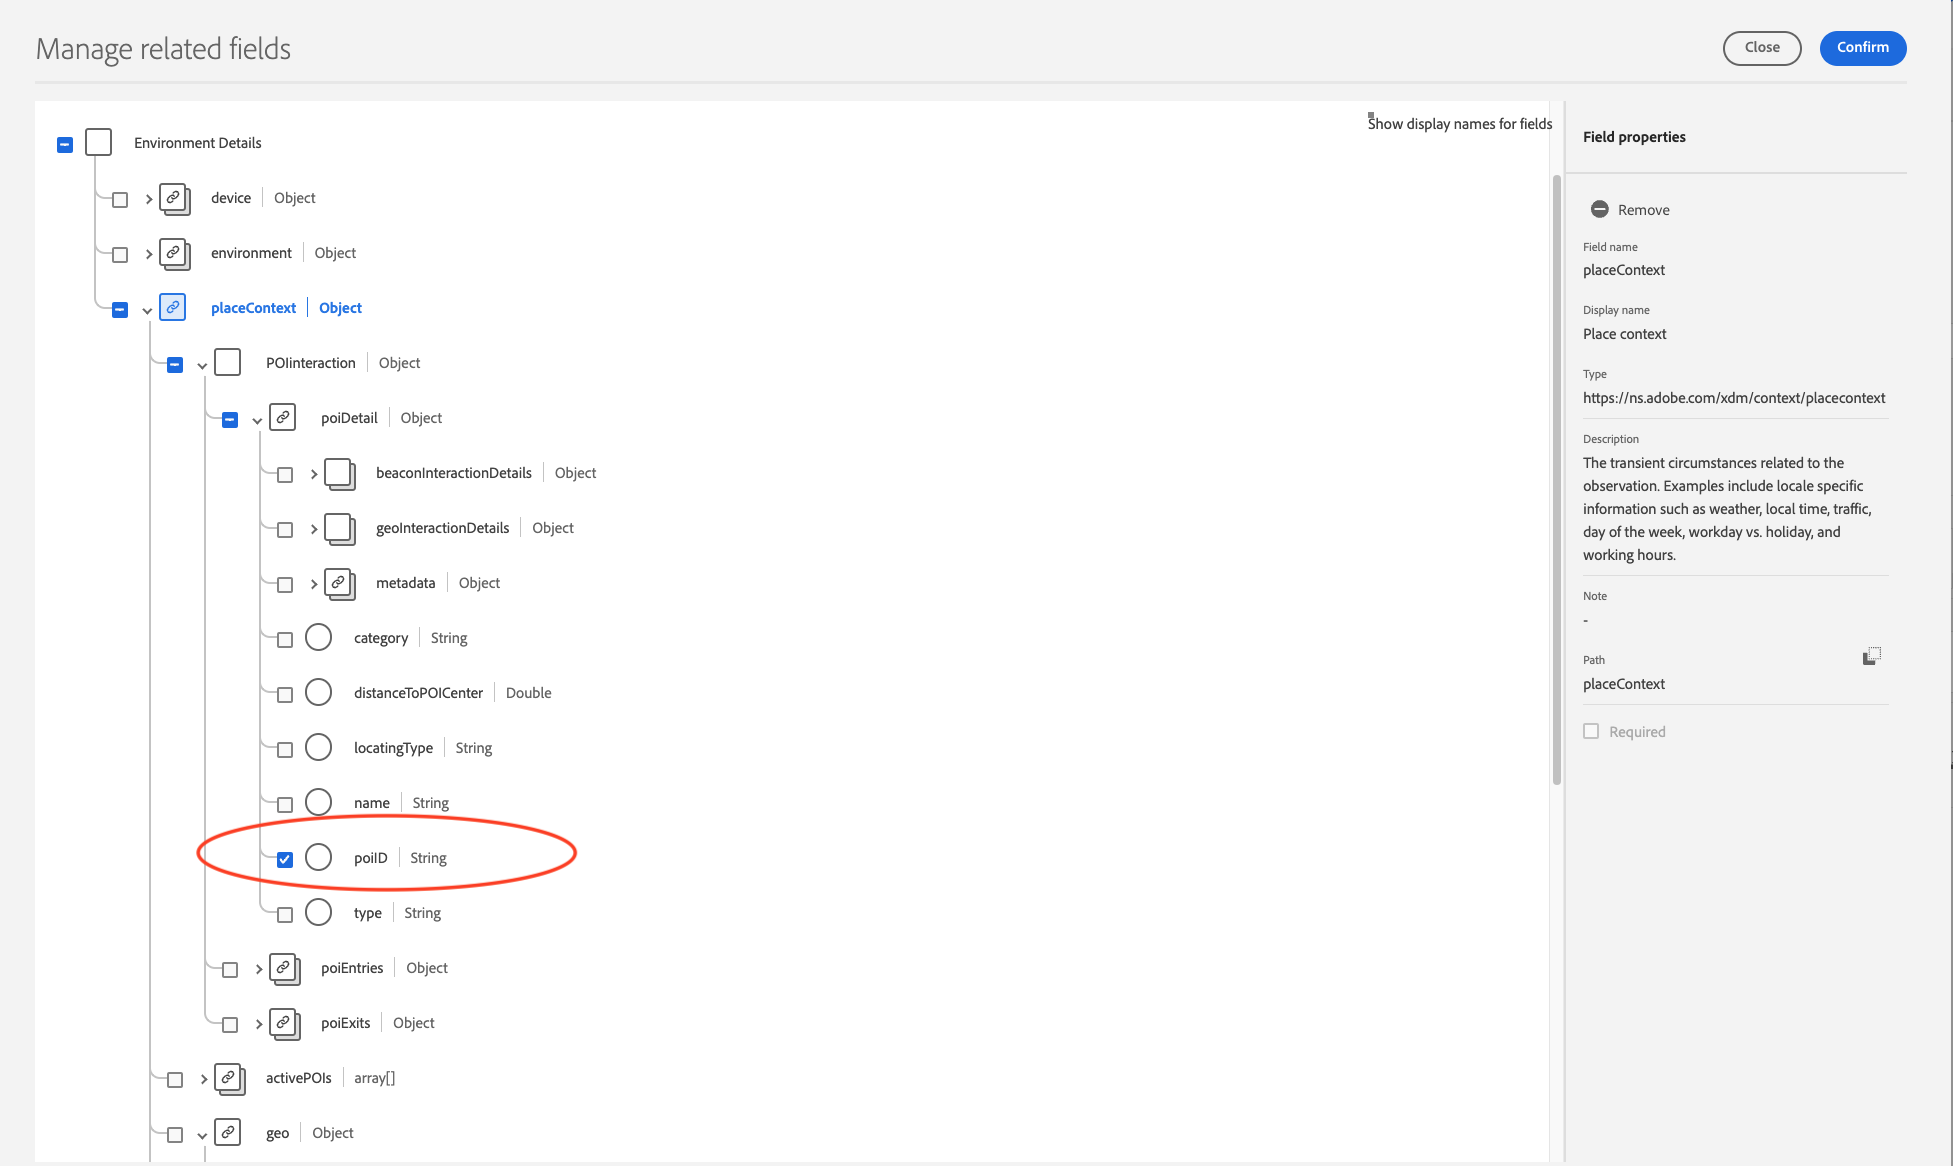 Manage related fields
Close
Confirm
Show display names for fields
Environment Details
device | Object
environment | Object
placeContext | Object
POIinteraction | Object
poiDetail | Object
beaconInteractionDetails | Object
geoInteractionDetails | Object
metadata | Object
category | String
distanceToPOICenter | Double
locatingType | String
name | String
poiID | String
type | String
poiEntries | Object
poiExits | Object
activePOIs | array[]
geo | Object
Field properties
Remove
Field name
placeContext
Display name
Place context
Type
https://ns.adobe.com/xdm/context/placecontext
Description
The transient circumstances related to the
observation. Examples include locale specific
information such as weather, local time, traffic,
day of the week, workday vs. holiday, and
working hours.
Note
-
Path
placeContext
Required